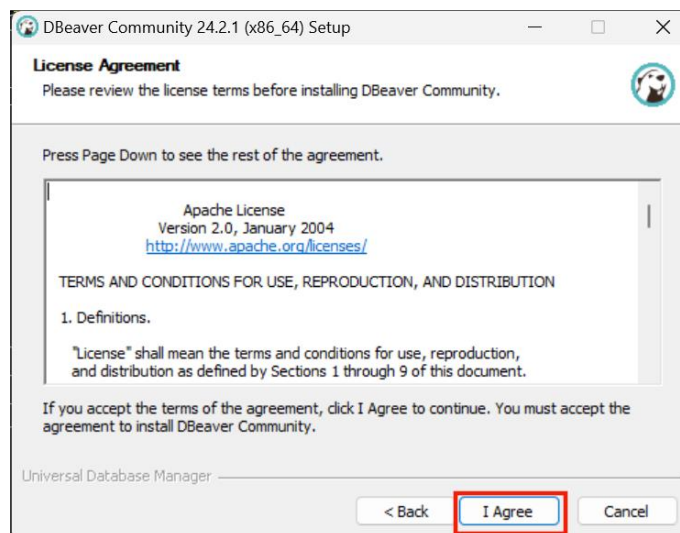 DBeaver Community 24.2.1 (x86_64) Setup
License Agreement
Please review the license terms before installing DBeaver Community.
Press Page Down to see the rest of the agreement.
Apache License
Version 2.0, January 2004
http://www.apache.org/licenses/
TERMS AND CONDITIONS FOR USE, REPRODUCTION, AND DISTRIBUTION
1. Definitions.
"License" shall mean the terms and conditions for use, reproduction,
and distribution as defined by Sections 1 through 9 of this document.
If you accept the terms of the agreement, click I Agree to continue. You must accept the
agreement to install DBeaver Community.
Universal Database Manager
< Back I Agree Cancel